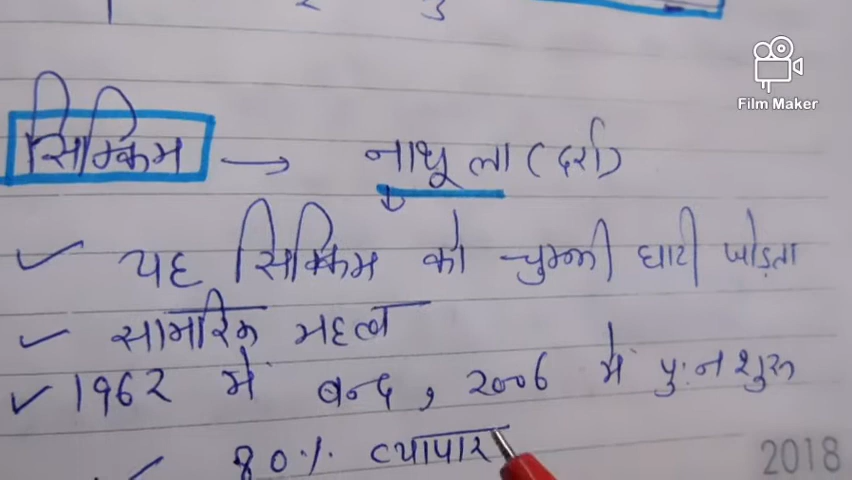 Film Maker
सिक्किम → नाथू ला (दर्रा)
✓ यह सिक्किम को चुम्बी घाटी जोड़ता
✓ सामरिक महत्व
✓ 1962 में बन्द, 2006 में पु:न शुरू
✓ 80% व्यापार
2018